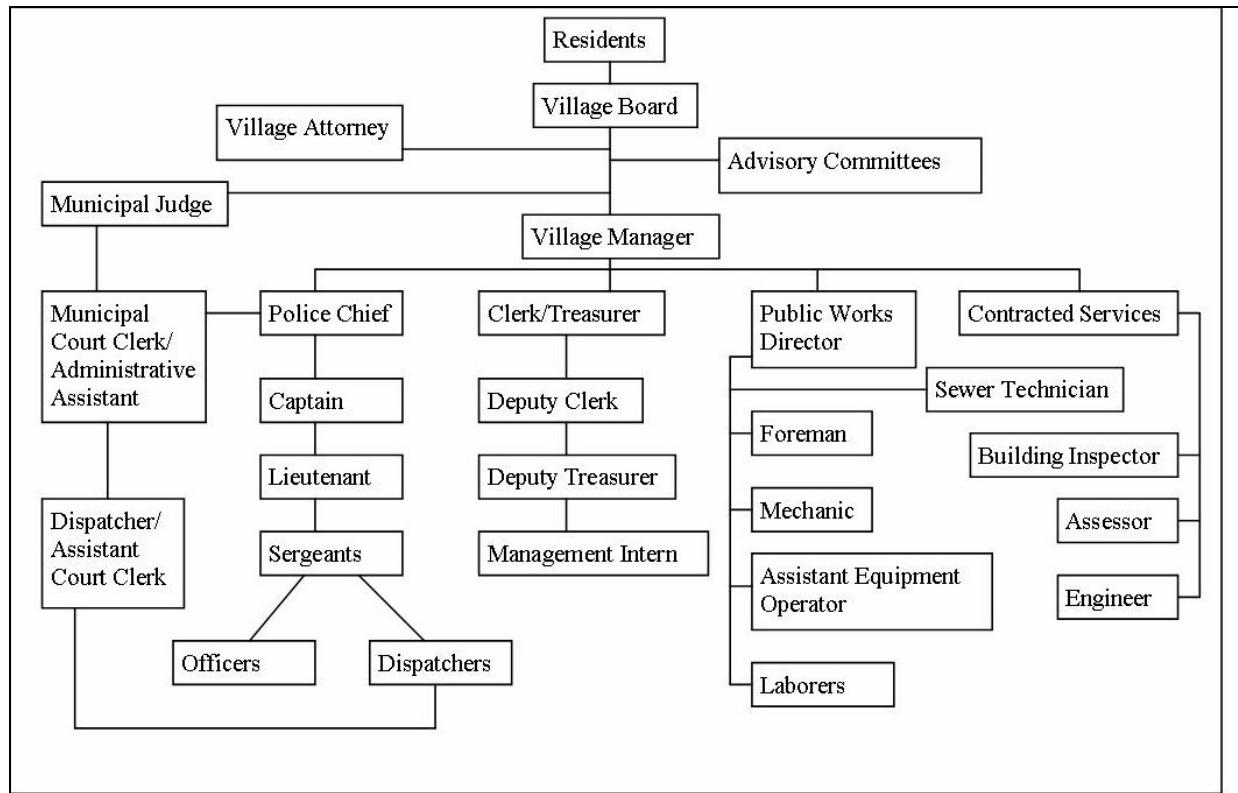 Residents
Village Board
Village Attorney
Advisory Committees
Municipal Judge
Village Manager
Municipal
Court Clerk/
Administrative
Assistant
Police Chief
Clerk/Treasurer
Public Works
Director
Contracted Services
Captain
Deputy Clerk
Sewer Technician
Foreman
Lieutenant
Deputy Treasurer
Building Inspector
Dispatcher/
Assistant
Court Clerk
Mechanic
Assessor
Sergeants
Management Intern
Assistant Equipment
Operator
Engineer
Officers
Dispatchers
Laborers